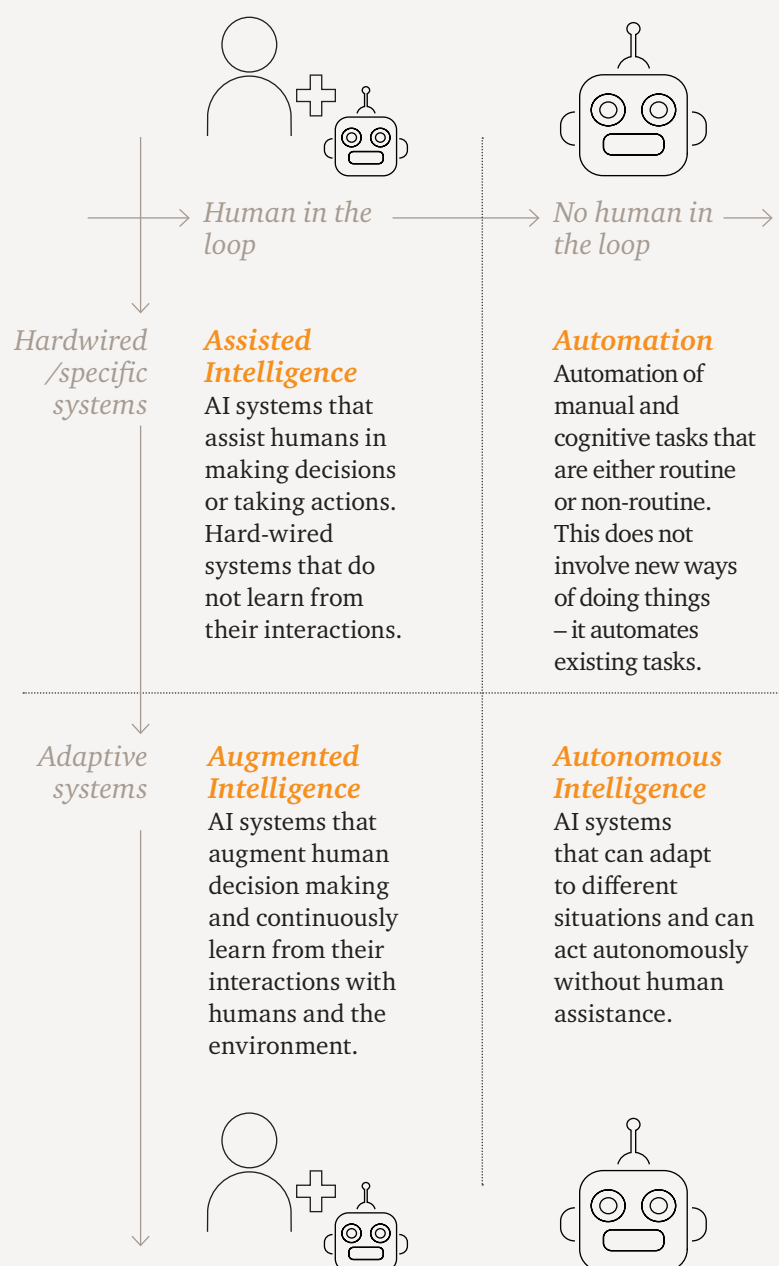 Human in the
loop
No human in
the loop
Hardwired
/specific
systems
Assisted
Intelligence
AI systems that
assist humans in
making decisions
or taking actions.
Hard-wired
systems that do
not learn from
their interactions.
Automation
Automation of
manual and
cognitive tasks that
are either routine
or non-routine.
This does not
involve new ways
of doing things
– it automates
existing tasks.
Adaptive
systems
Augmented
Intelligence
AI systems that
augment human
decision making
and continuously
learn from their
interactions with
humans and the
environment.
Autonomous
Intelligence
AI systems
that can adapt
to different
situations and can
act autonomously
without human
assistance.